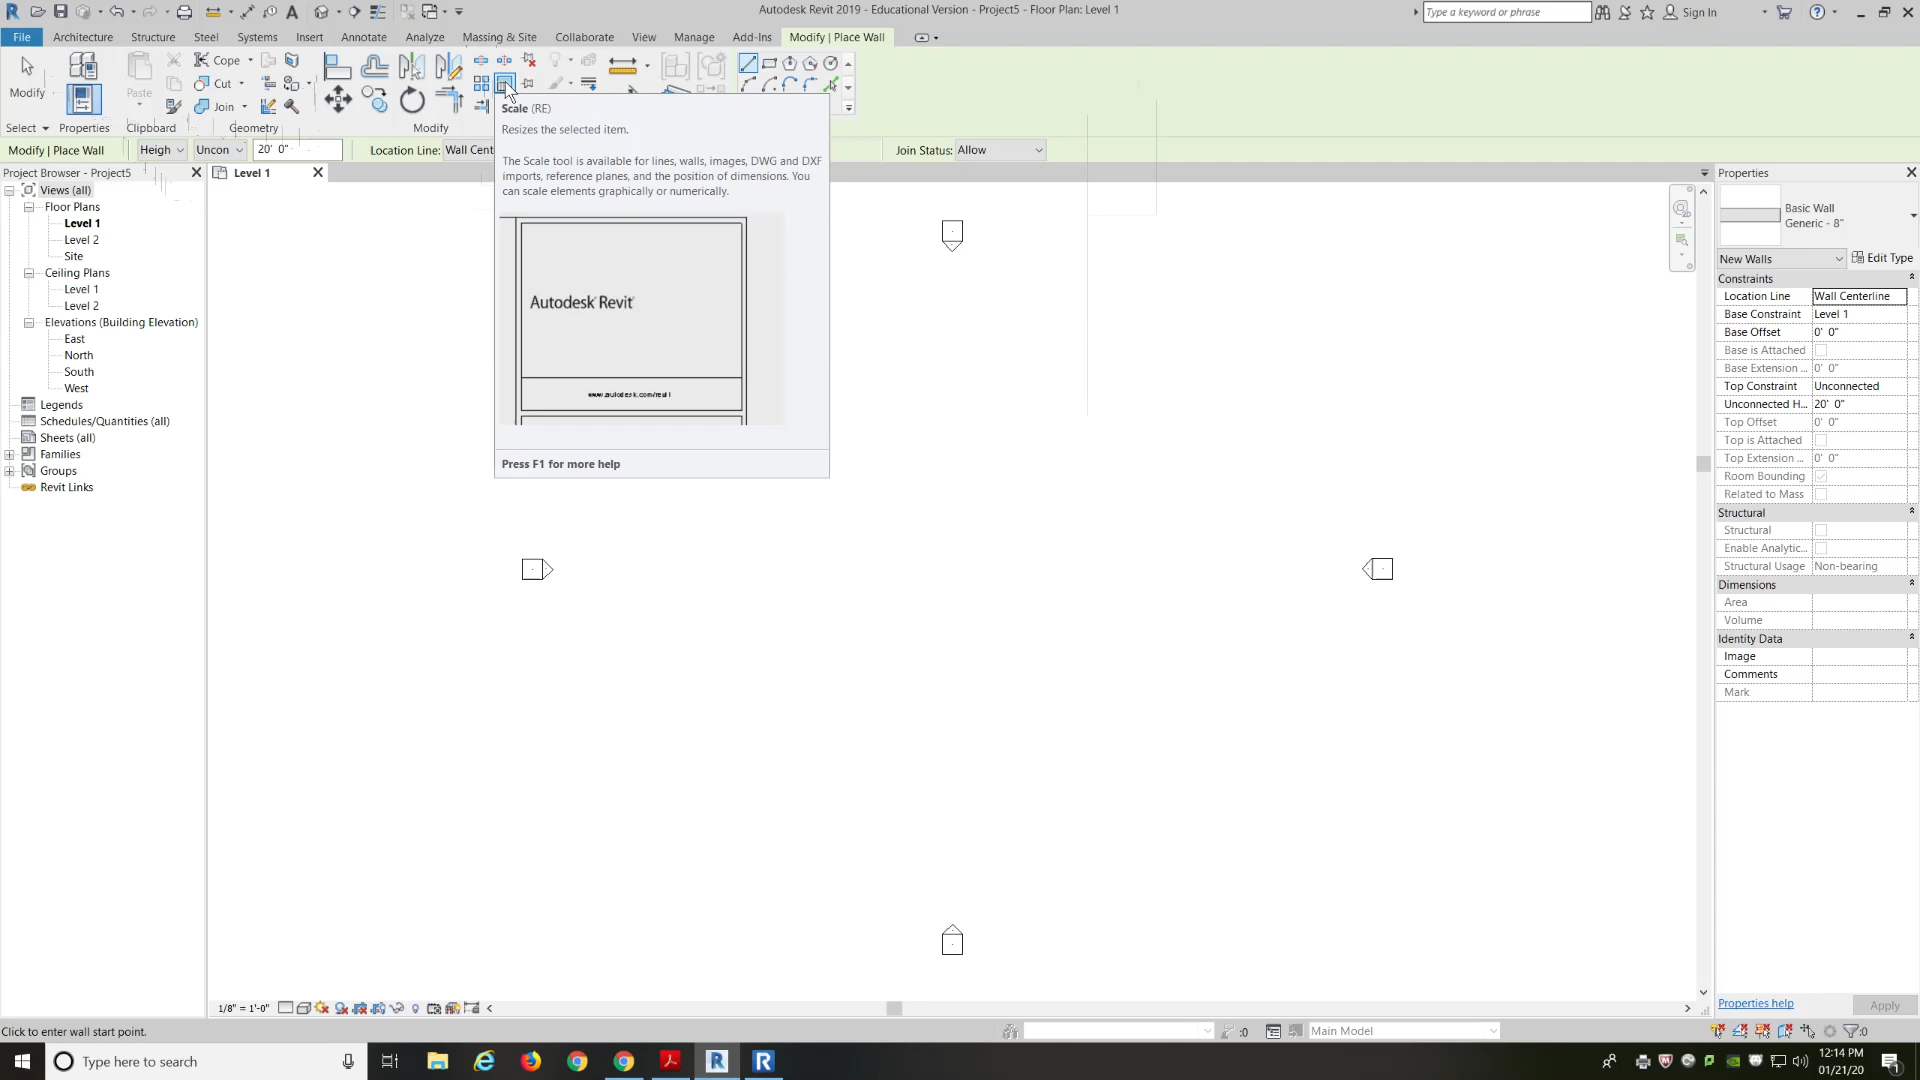 Autodesk Revit 2019 - Educational Version - Project5 - Floor Plan: Level 1
Type a keyword or phrase
Sign In
File Architecture Structure Steel Systems Insert Annotate Analyze Massing & Site Collaborate View Manage Add-Ins Modify | Place Wall
Modify
Paste
Cope
Cut
Join
Select Properties Clipboard Geometry Modify
Modify | Place Wall Heigh Uncon 20' 0" Location Line: Wall Cent Join Status: Allow
Scale (RE)
Resizes the selected item.
The Scale tool is available for lines, walls, images, DWG and DXF
imports, reference planes, and the position of dimensions. You
can scale elements graphically or numerically.
Autodesk Revit
Press F1 for more help
Project Browser - Project5
Level 1
Views (all)
Floor Plans
Level 1
Level 2
Site
Ceiling Plans
Level 1
Level 2
Elevations (Building Elevation)
East
North
South
West
Legends
Schedules/Quantities (all)
Sheets (all)
Families
Groups
Revit Links
Properties
Basic Wall
Generic - 8"
New Walls Edit Type
Constraints
Location Line Wall Centerline
Base Constraint Level 1
Base Offset 0' 0"
Base is Attached
Base Extension ... 0' 0"
Top Constraint Unconnected
Unconnected H... 20' 0"
Top Offset 0' 0"
Top is Attached
Top Extension ... 0' 0"
Room Bounding
Related to Mass
Structural
Structural
Enable Analytic...
Structural Usage Non-bearing
Dimensions
Area
Volume
Identity Data
Image
Comments
Mark
Properties help Apply
1/8" = 1'-0"
Click to enter wall start point.
:0 Main Model :0
Type here to search
12:14 PM
01/21/20